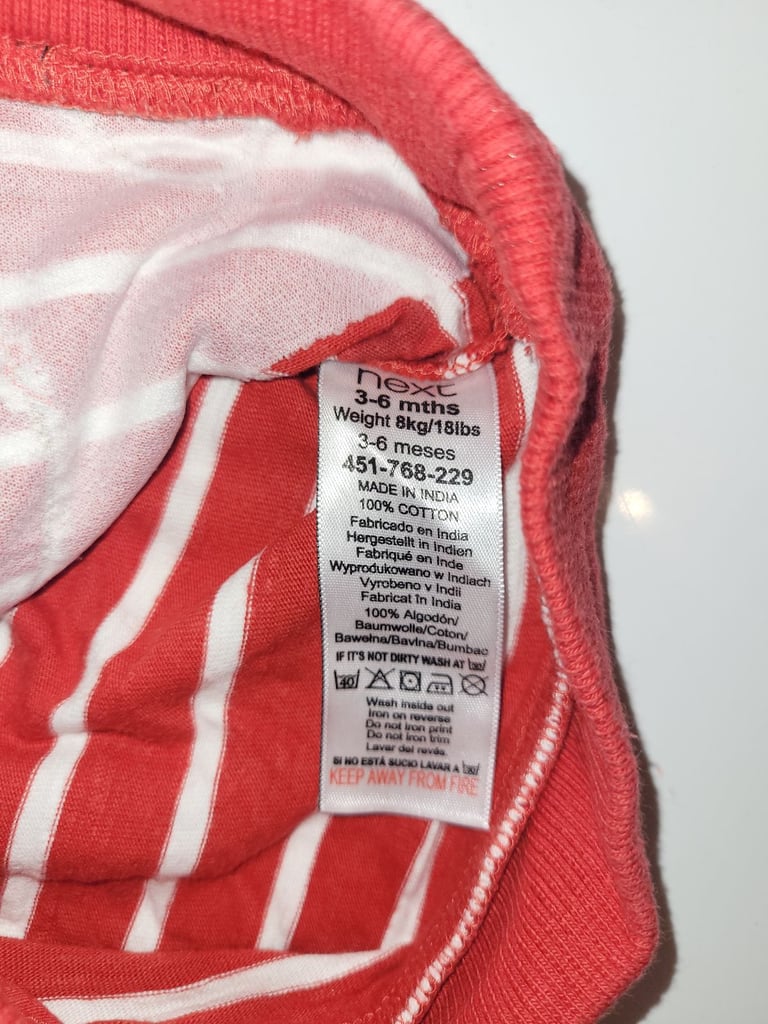 next
3-6 mths
Weight 8kg/18lbs
3-6 meses
451-768-229
MADE IN INDIA
100% COTTON
Fabricado en India
Hergestellt in Indien
Fabriqué en Inde
Wyprodukowano w Indiach
Vyrobeno v Indii
Fabricat în India
100% Algodón/
Baumwolle/Coton/
Bawełna/Bavlna/Bumbac
IF IT'S NOT DIRTY WASH AT 30
40
Wash inside out
Iron on reverse
Do not iron print
Do not iron trim
Lavar del revés.
SI NO ESTÁ SUCIO LAVAR A 30
KEEP AWAY FROM FIRE